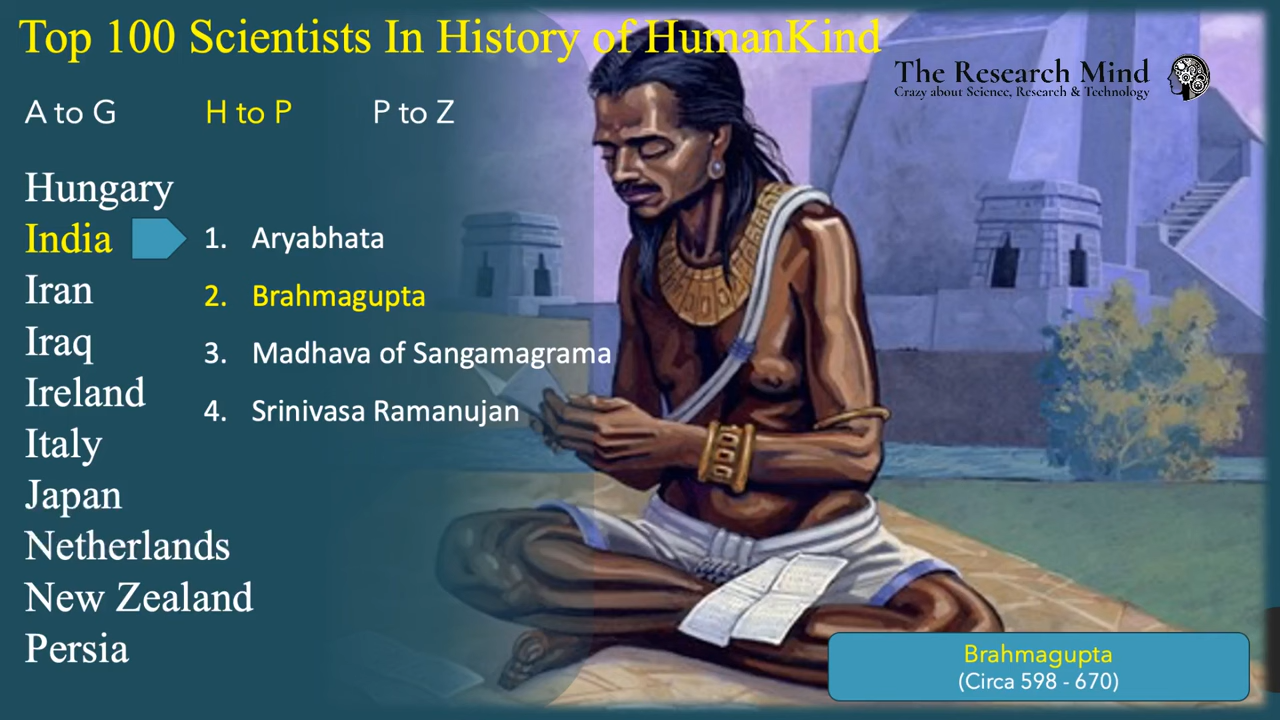 Top 100 Scientists In History of HumanKind
The Research Mind
Crazy about Science, Research & Technology
A to G
H to P
P to Z
Hungary
India
Iran
Iraq
Ireland
Italy
Japan
Netherlands
New Zealand
Persia
1. Aryabhata
2. Brahmagupta
3. Madhava of Sangamagrama
4. Srinivasa Ramanujan
Brahmagupta
(Circa 598 - 670)